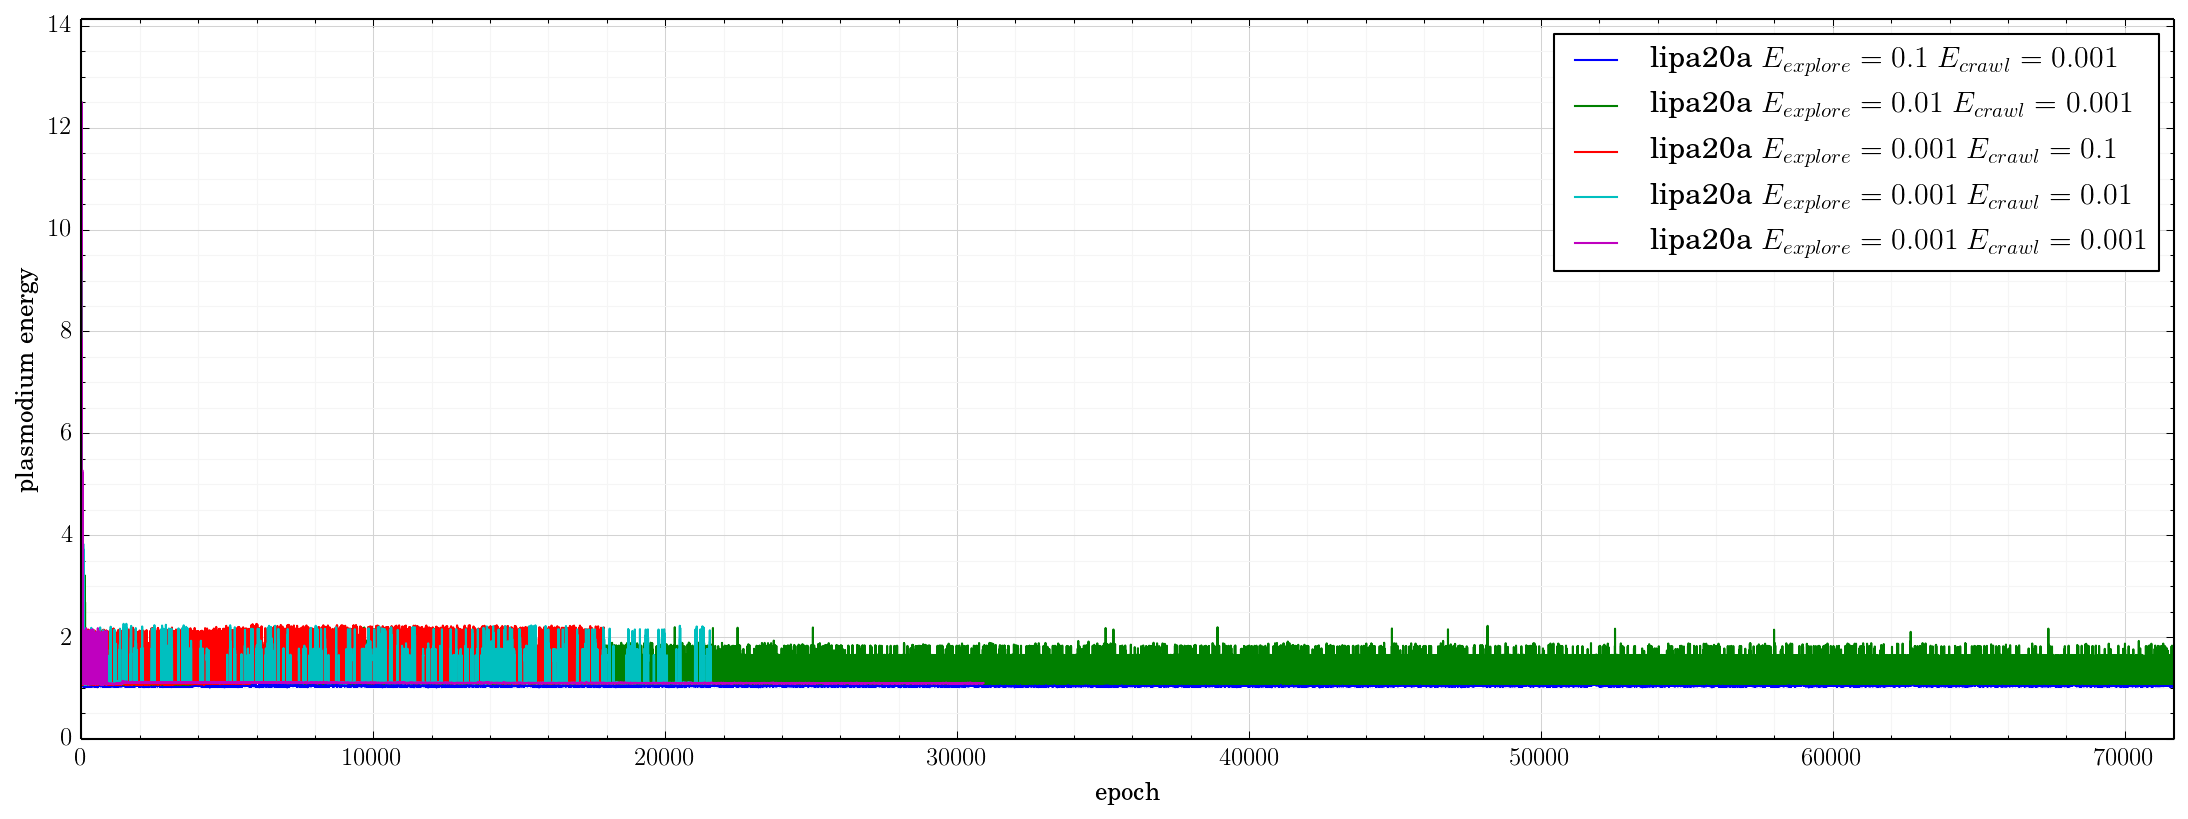 14
12
10
8
6
4
2
0
plasmodium energy
lipa20a E_explore = 0.1 E_crawl = 0.001
lipa20a E_explore = 0.01 E_crawl = 0.001
lipa20a E_explore = 0.001 E_crawl = 0.1
lipa20a E_explore = 0.001 E_crawl = 0.01
lipa20a E_explore = 0.001 E_crawl = 0.001
0 10000 20000 30000 40000 50000 60000 70000
epoch